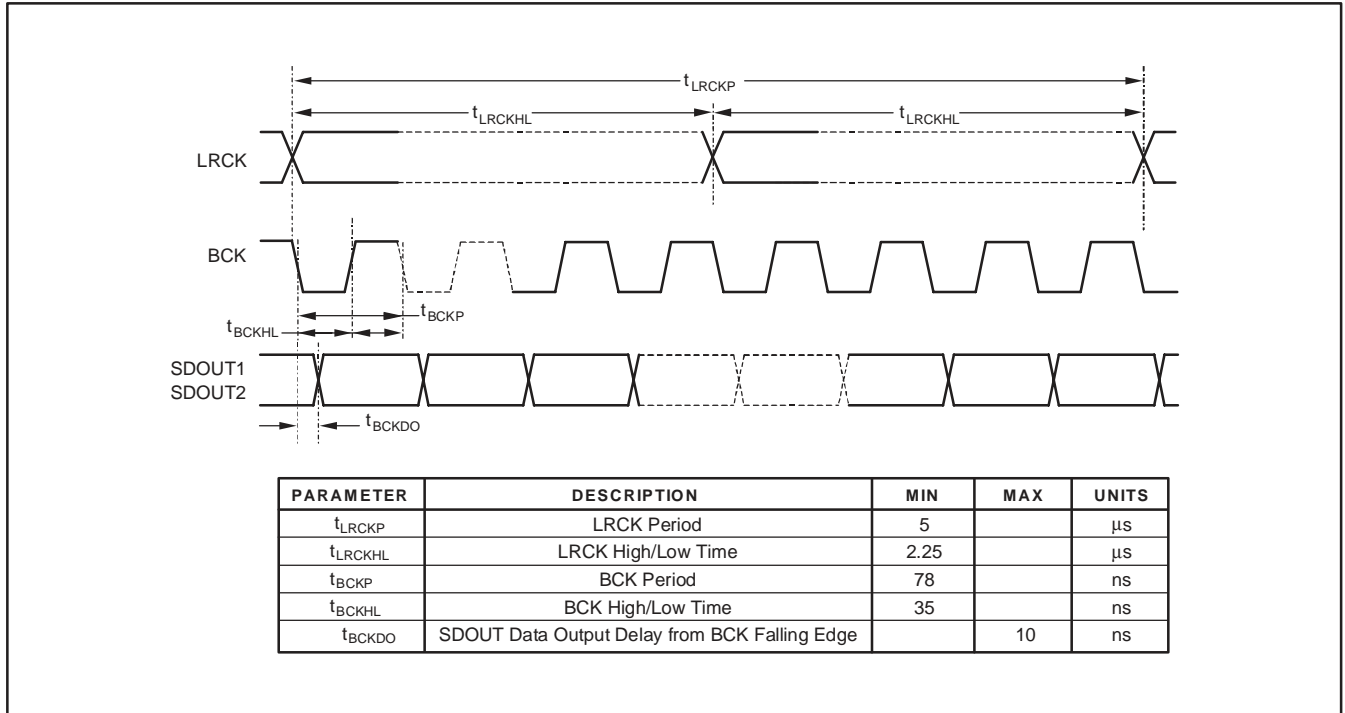 tLRCKP
tLRCKHL tLRCKHL
LRCK
BCK
tBCKP
tBCKHL
SDOUT1
SDOUT2
tBCKDO
PARAMETER DESCRIPTION MIN MAX UNITS
tLRCKP LRCK Period 5 μs
tLRCKHL LRCK High/Low Time 2.25 μs
tBCKP BCK Period 78 ns
tBCKHL BCK High/Low Time 35 ns
tBCKDO SDOUT Data Output Delay from BCK Falling Edge 10 ns